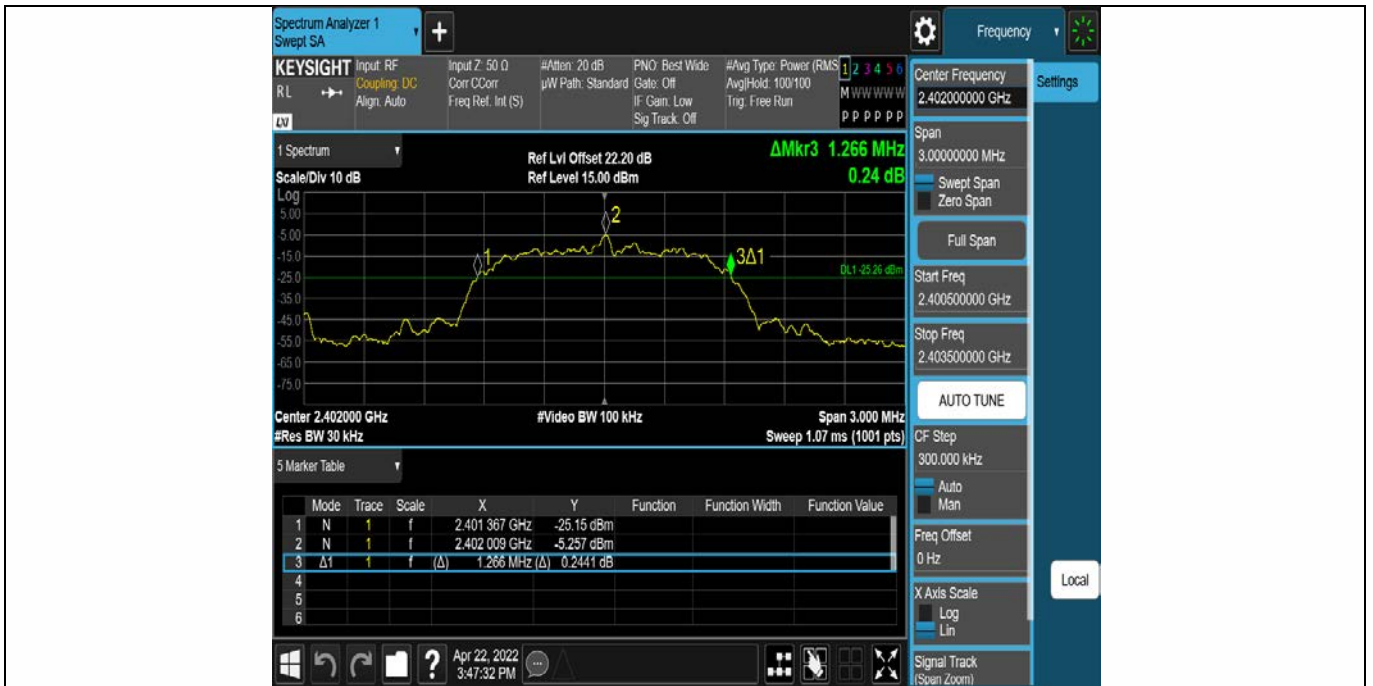 Spectrum Analyzer 1
Swept SA
+
Frequency
KEYSIGHT
Input: RF
Input Z: 50 Ω
#Atten: 20 dB
PNO: Best Wide
#Avg Type: Power (RMS
1 2 3 4 5 6
RL
Coupling: DC
Corr CCorr
µW Path: Standard
Gate: Off
Avg|Hold: 100/100
M W W W W W
Align: Auto
Freq Ref: Int (S)
IF Gain: Low
Trig: Free Run
Sig Track: Off
P P P P P P
LXI
Center Frequency
2.402000000 GHz
Settings
1 Spectrum
Ref Lvl Offset 22.20 dB
ΔMkr3 1.266 MHz
Scale/Div 10 dB
Ref Level 15.00 dBm
0.24 dB
Log
5.00
-5.00
-15.0
-25.0
-35.0
-45.0
-55.0
-65.0
-75.0
1
2
3Δ1
DL1 -25.26 dBm
Center 2.402000 GHz
#Video BW 100 kHz
Span 3.000 MHz
#Res BW 30 kHz
Sweep 1.07 ms (1001 pts)
Span
3.00000000 MHz
Swept Span
Zero Span
Full Span
Start Freq
2.400500000 GHz
Stop Freq
2.403500000 GHz
AUTO TUNE
CF Step
300.000 kHz
Auto
Man
Freq Offset
0 Hz
X Axis Scale
Log
Lin
Signal Track
(Span Zoom)
Local
5 Marker Table
Mode Trace Scale X Y Function Function Width Function Value
1 N 1 f 2.401 367 GHz -25.15 dBm
2 N 1 f 2.402 009 GHz -5.257 dBm
3 Δ1 1 f (Δ) 1.266 MHz (Δ) 0.2441 dB
4
5
6
?
Apr 22, 2022
3:47:32 PM